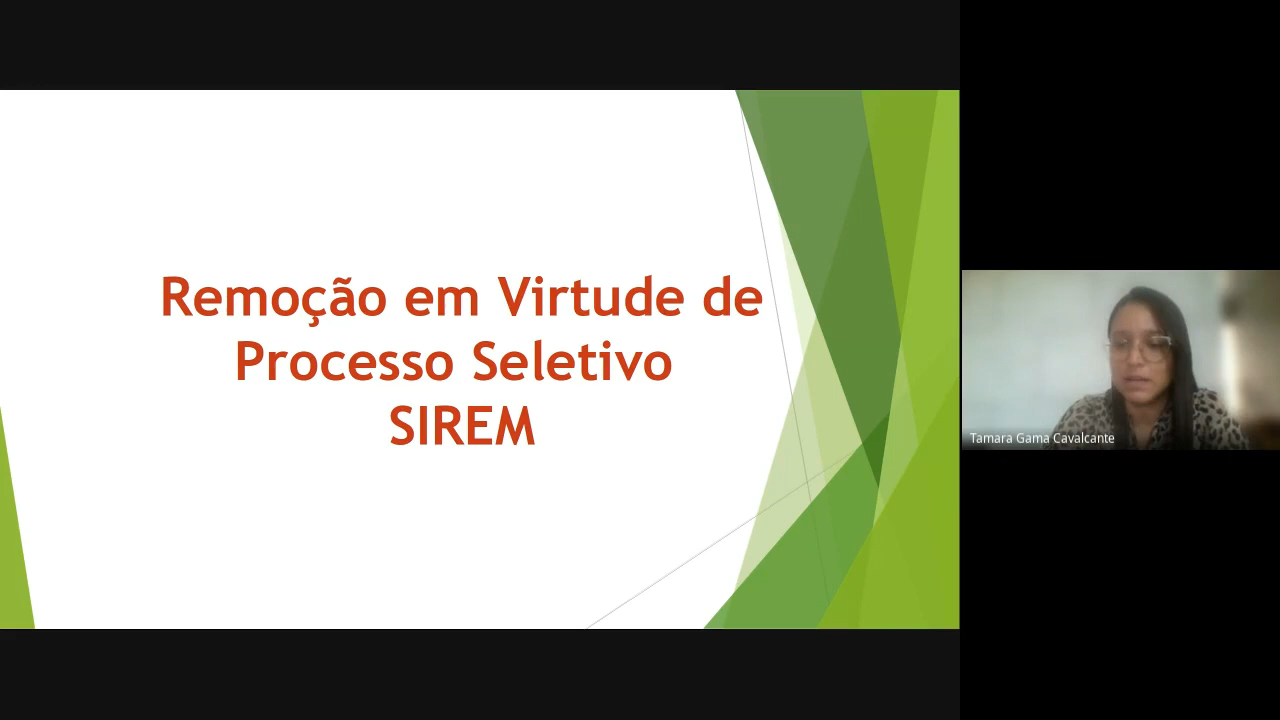 Remoção em Virtude de
Processo Seletivo
SIREM
Tamara Gama Cavalcante